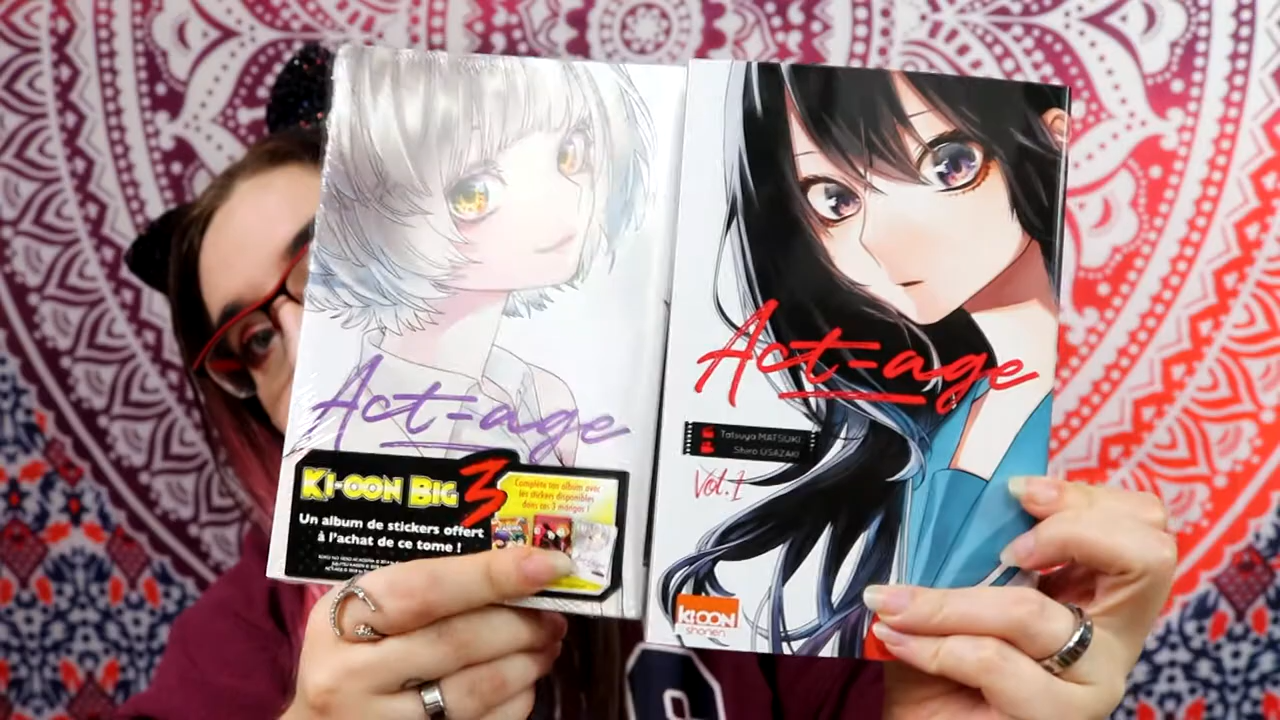 Act-age
Ki-oon Big 3
Un album de stickers offert
à l'achat de ce tome !
Complète ton album avec
les stickers disponibles
dans ces 3 mangas !
Act-age
Tatsuya MATSUKI
Shiro USAZAKI
Vol.1
KI-OON
shonen